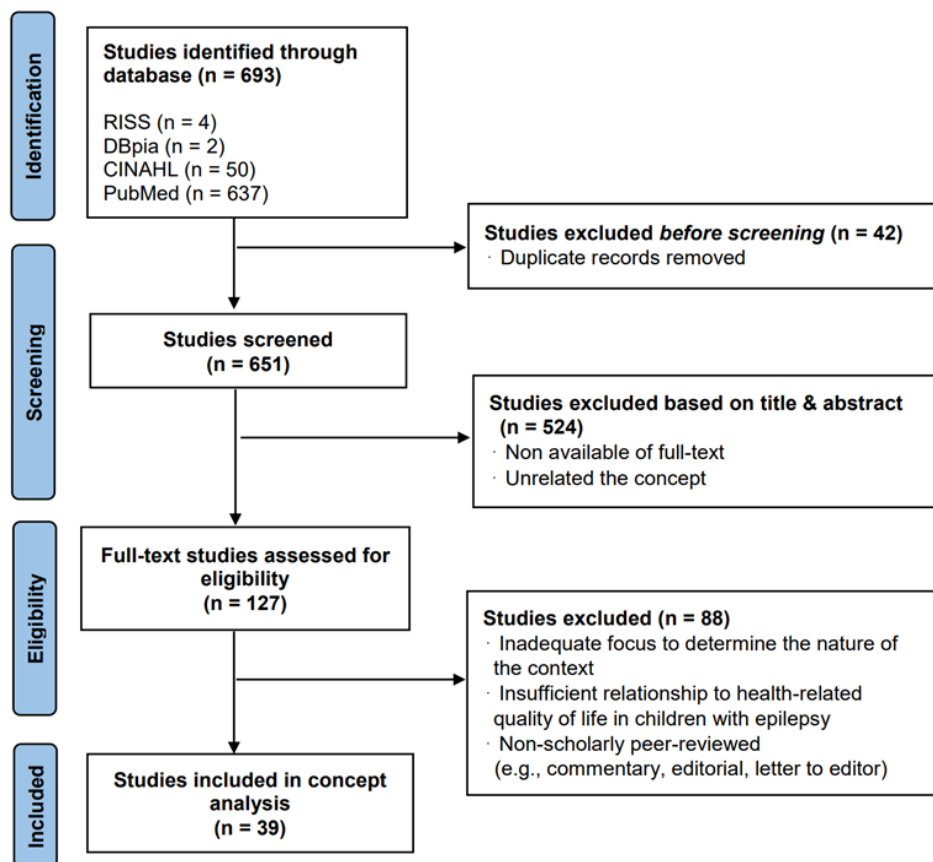 Identification
Studies identified through
database (n = 693)
RISS (n = 4)
DBpia (n = 2)
CINAHL (n = 50)
PubMed (n = 637)
Studies excluded before screening (n = 42)
· Duplicate records removed
Screening
Studies screened
(n = 651)
Studies excluded based on title & abstract
(n = 524)
· Non available of full-text
· Unrelated the concept
Eligibility
Full-text studies assessed for
eligibility
(n = 127)
Studies excluded (n = 88)
· Inadequate focus to determine the nature of
the context
· Insufficient relationship to health-related
quality of life in children with epilepsy
· Non-scholarly peer-reviewed
(e.g., commentary, editorial, letter to editor)
Included
Studies included in concept
analysis
(n = 39)